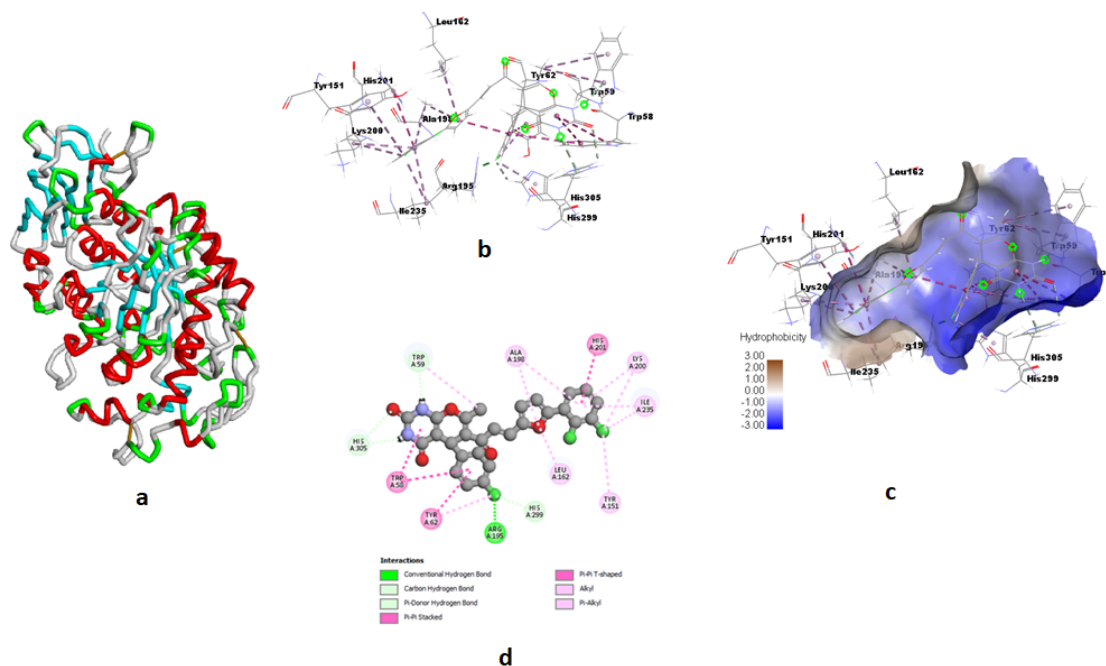 Leu162
Tyr151
His201
Ala198
Lys200
Tyr62
Trp59
Trp58
Arg195
Ile235
His305
His299
b
a
Leu162
Tyr151
His201
Tyr62
Trp59
Lys200
Ile235
His305
His299
Hydrophobicity
3.00
2.00
1.00
0.00
-1.00
-2.00
-3.00
c
TRP
A:59
ALA
A:198
HIS
A:201
LYS
A:200
ILE
A:235
HIS
A:305
TRP
A:58
LEU
A:162
TYR
A:62
HIS
A:299
TYR
A:151
ARG
A:195
Interactions
Conventional Hydrogen Bond
Carbon Hydrogen Bond
Pi-Donor Hydrogen Bond
Pi-Pi Stacked
Pi-Pi T-shaped
Alkyl
Pi-Alkyl
d